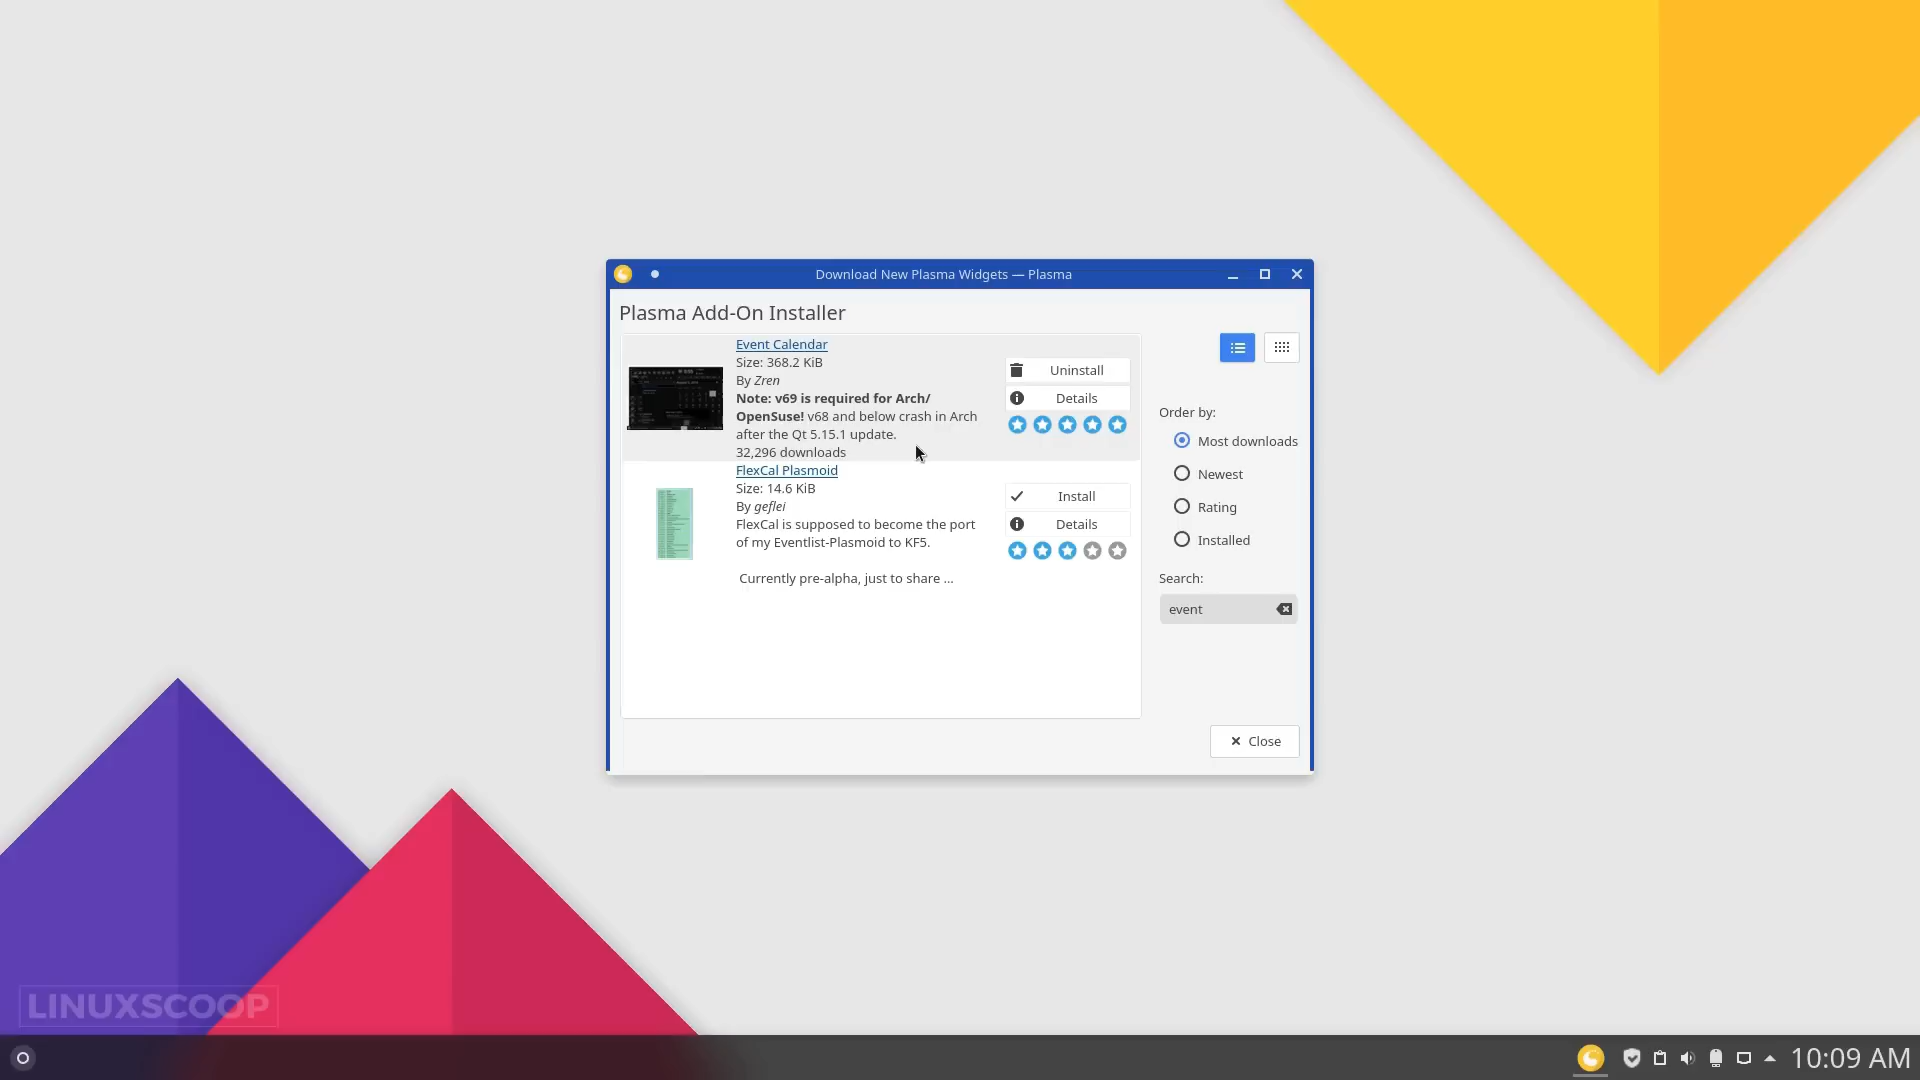 Download New Plasma Widgets — Plasma
Plasma Add-On Installer
Event Calendar
Size: 368.2 KiB
By Zren
Note: v69 is required for Arch/
OpenSuse! v68 and below crash in Arch
after the Qt 5.15.1 update.
32,296 downloads
Uninstall
Details
FlexCal Plasmoid
Size: 14.6 KiB
By geflei
FlexCal is supposed to become the port
of my Eventlist-Plasmoid to KF5.
Currently pre-alpha, just to share ...
Install
Details
Order by:
Most downloads
Newest
Rating
Installed
Search:
event
Close
LINUXSCOOP
10:09 AM